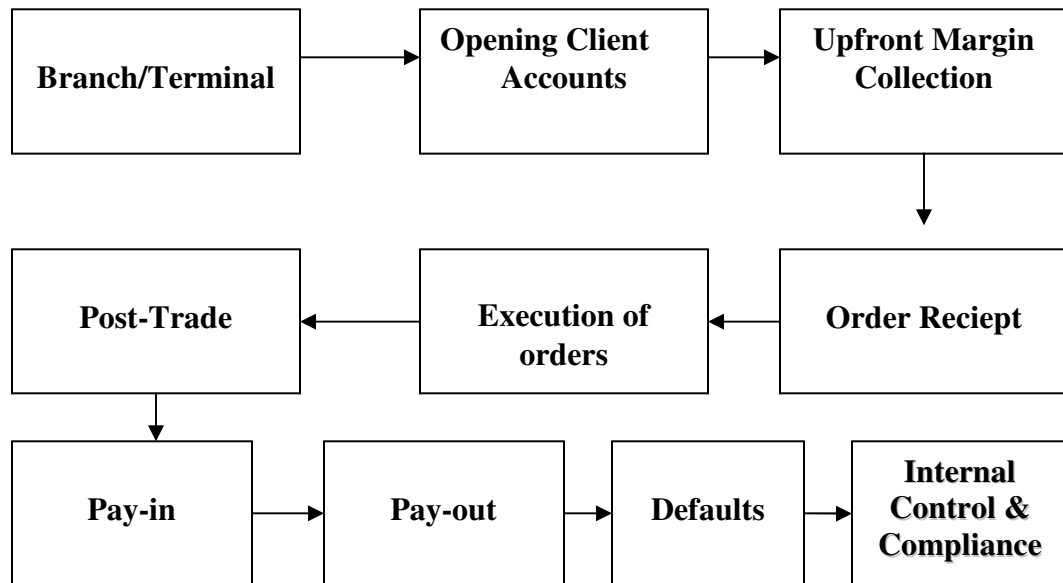 Branch/Terminal
Opening Client
Accounts
Upfront Margin
Collection
Order Reciept
Execution of
orders
Post-Trade
Pay-in
Pay-out
Defaults
Internal
Control &
Compliance